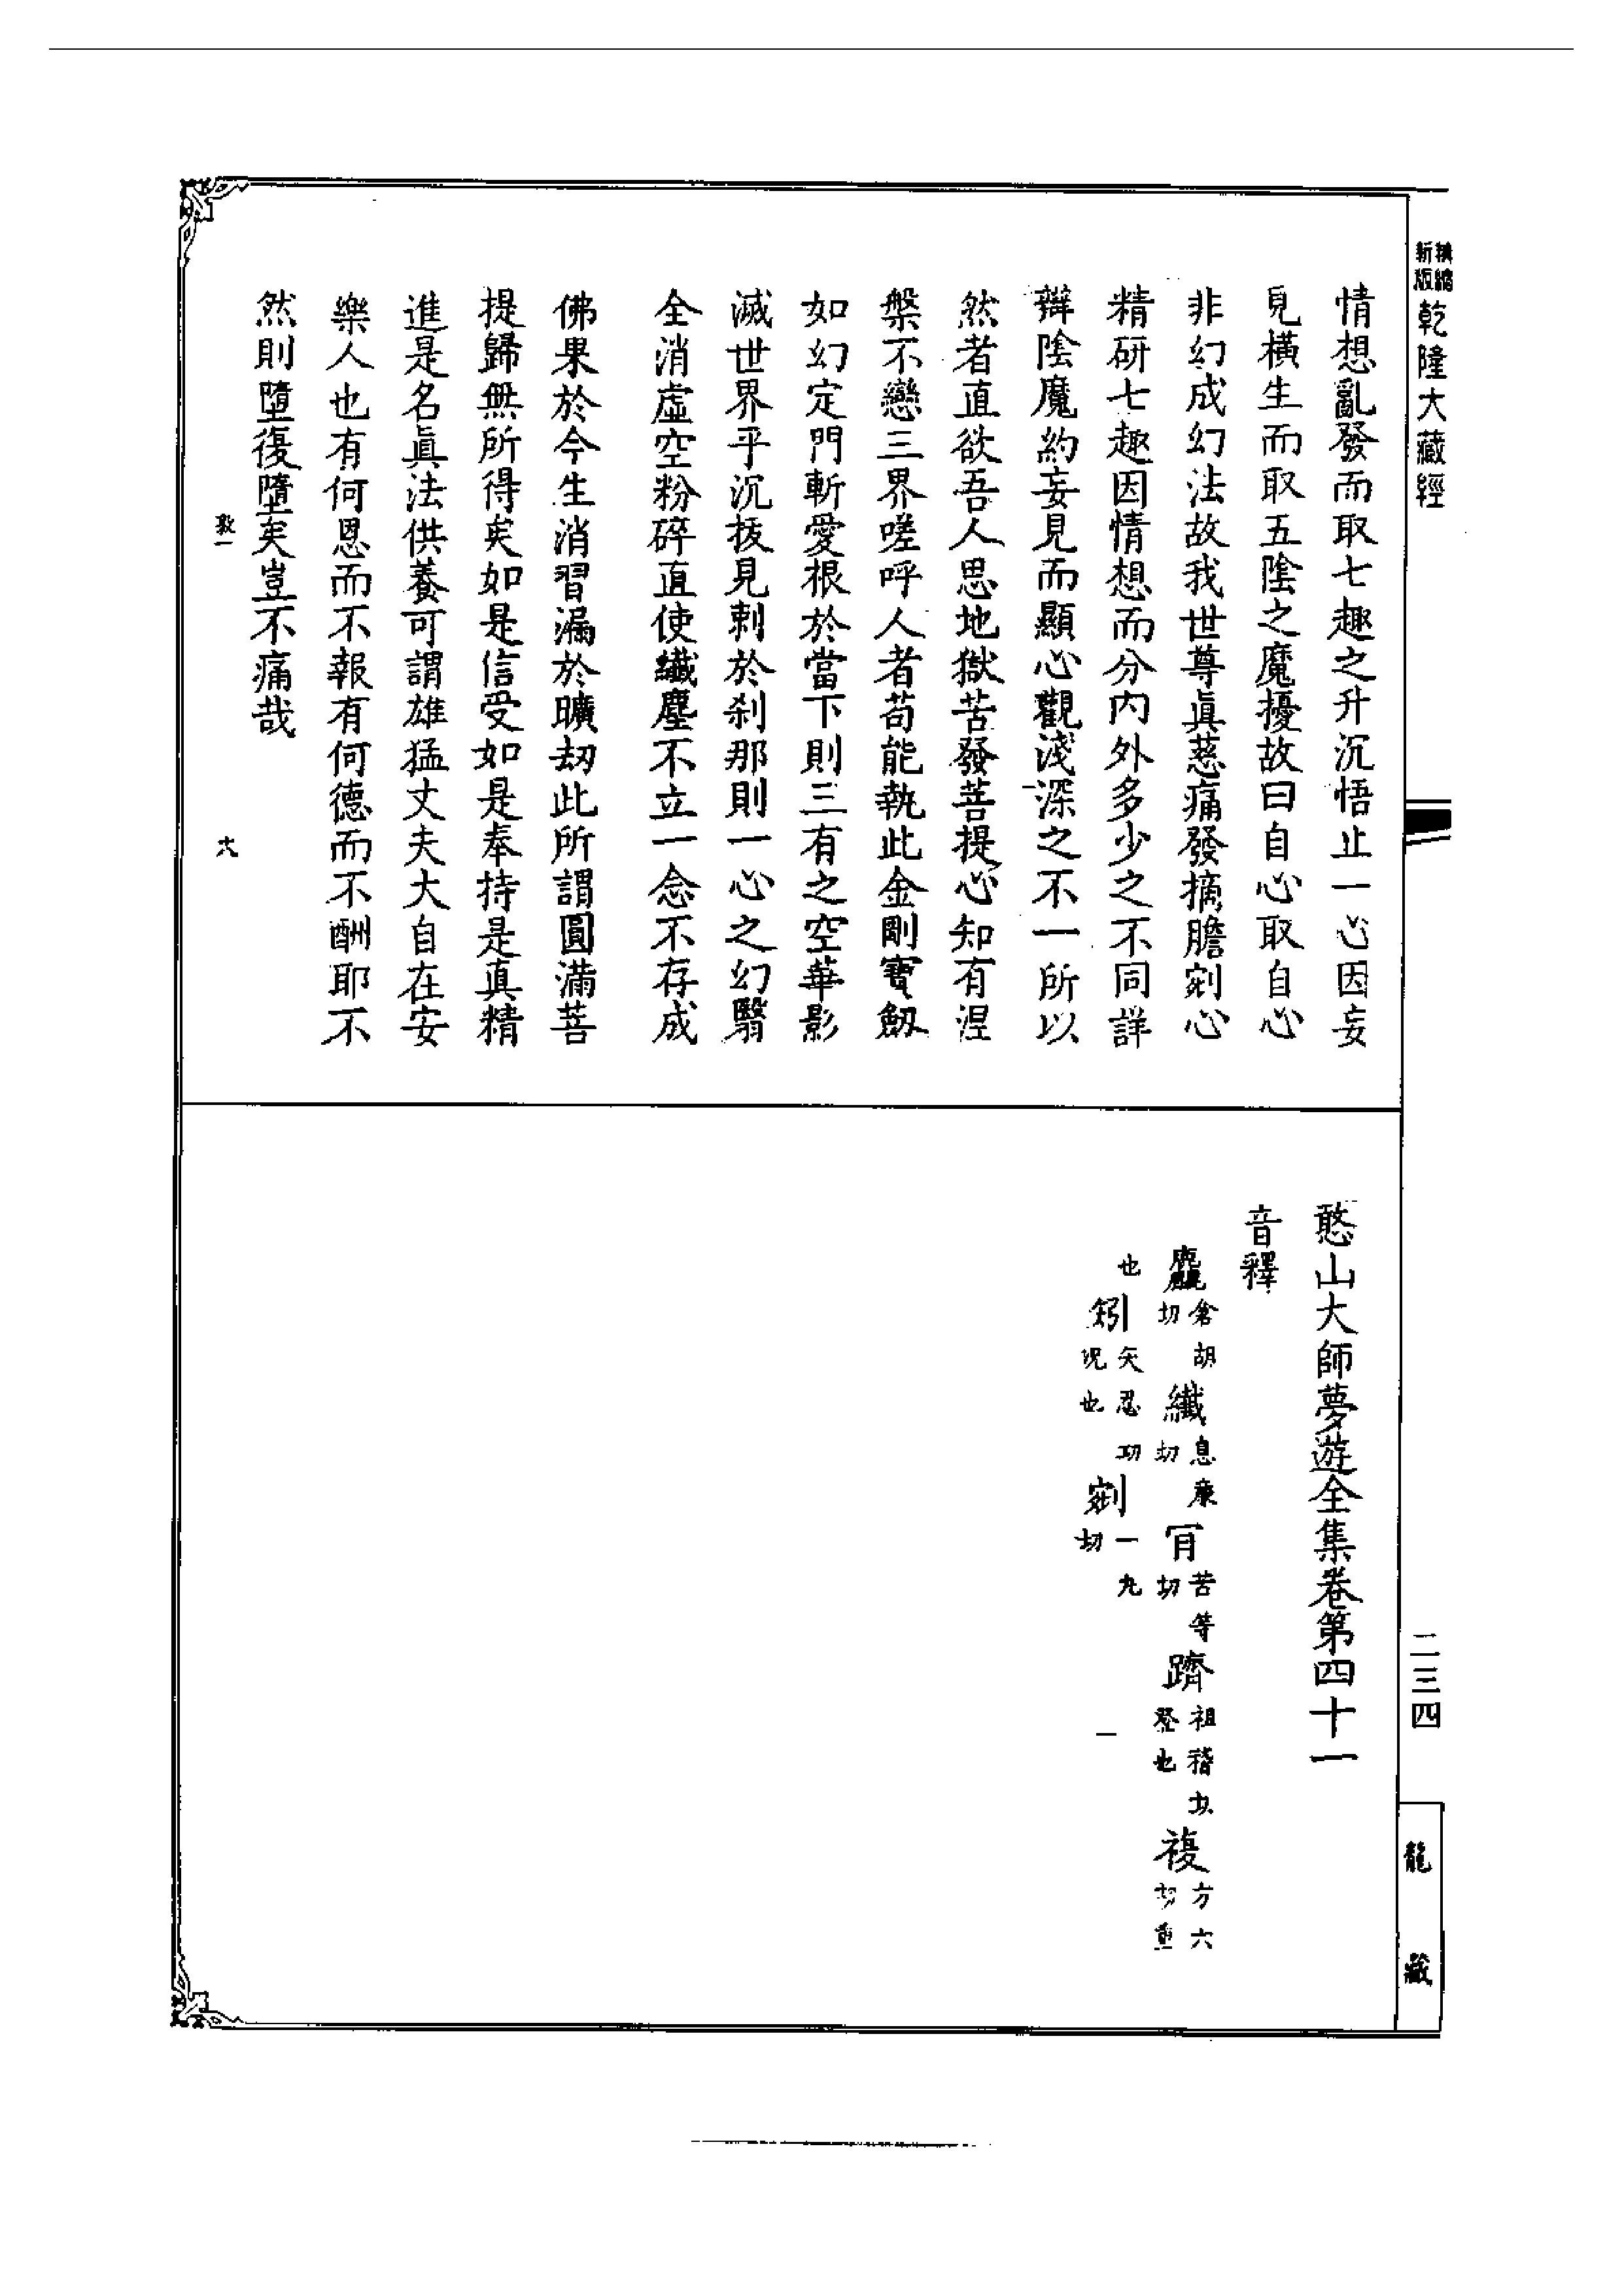 新版
乾隆大藏經
情想亂發而取七趣之升沉悟止一心因妄
見橫生而取五陰之魔擾故曰自心取自心
非幻成幻法故我世尊眞慈痛發摘膽剜心
精研七趣因情想而分內外多少之不同詳
辯陰魔約妄見而顯心觀淺深之不一所以
然者直欲吾人思地獄苦發菩提心知有涅
槃不戀三界嗟呼人者苟能執此金剛寶劔
如幻定門斬愛根於當下則三有之空華影
滅世界乎沉拔見剌於剎那則一心之幻翳
全消虛空粉碎直使纖塵不立一念不存成
佛果於今生消習漏於曠劫此所謂圓滿菩
提歸無所得矣如是信受如是奉持是真精
進是名眞法供養可謂雄猛丈夫大自在安
樂人也有何恩而不報有何德而不酬耶不
然則墮復墮矣豈不痛哉
敦一
大
憨山大師夢遊全集卷第四十一
音釋
麤倉胡切 纖息廉切 肯苦等切 躋祖稽切登也 複方六切重
也 矧矢忍切況也 剜一九切
二三四
龍藏